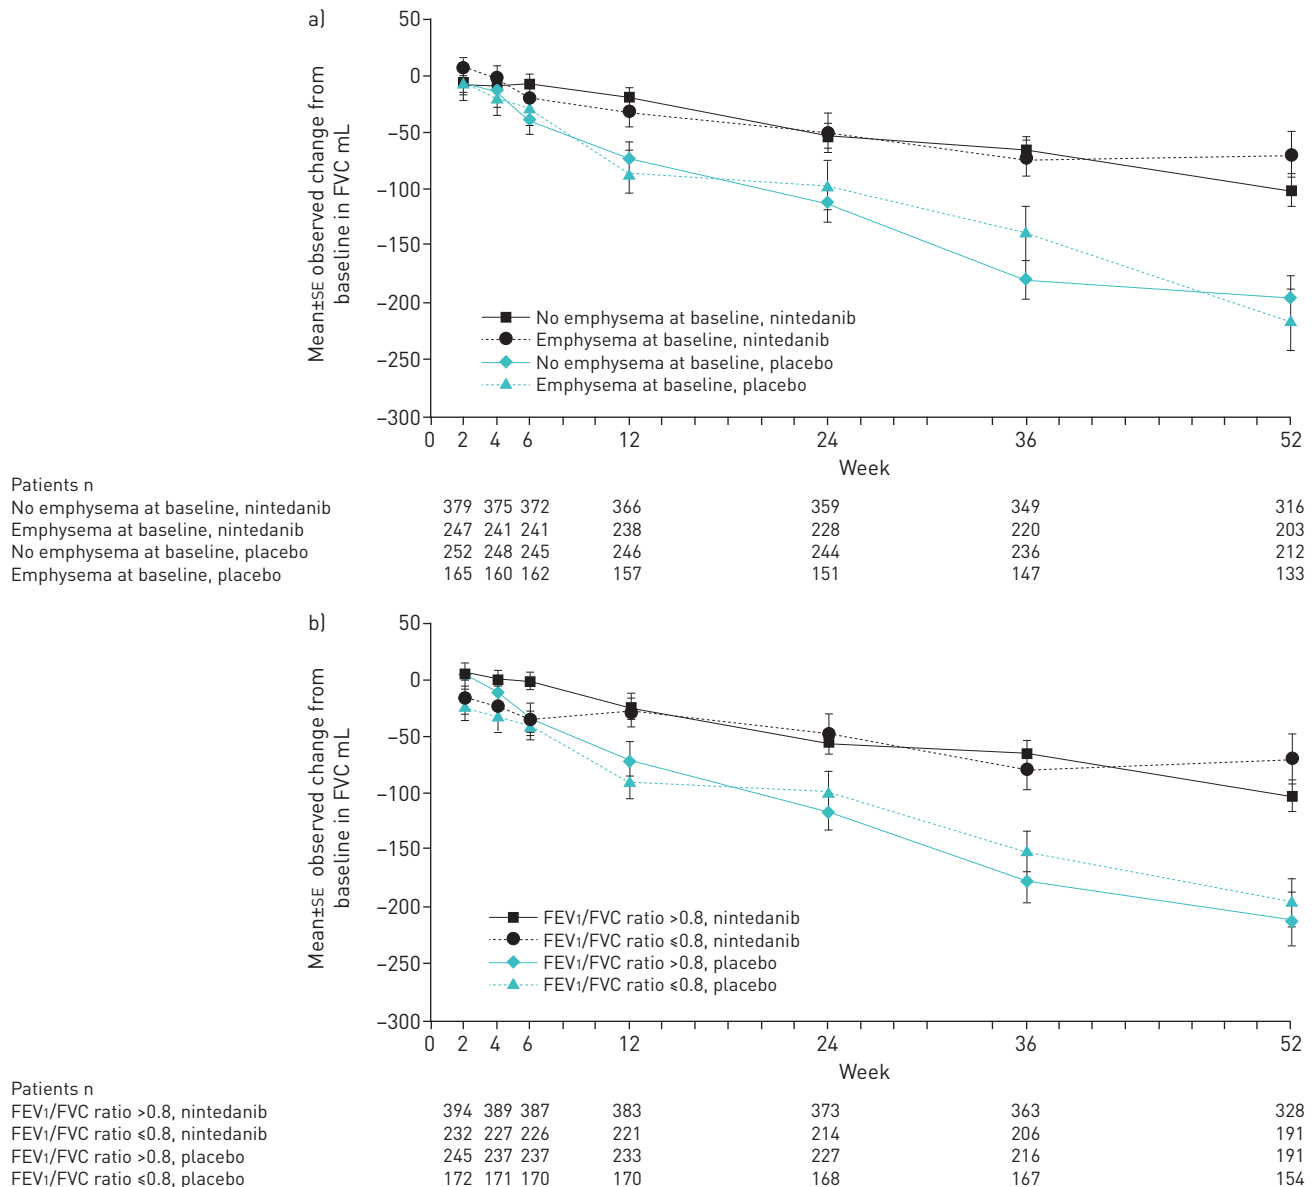 a)
50
0
−50
−100
−150
−200
−250
−300
Mean±SE observed change from
baseline in FVC mL
No emphysema at baseline, nintedanib
Emphysema at baseline, nintedanib
No emphysema at baseline, placebo
Emphysema at baseline, placebo
0 2 4 6 12 24 36 52
Week
Patients n
No emphysema at baseline, nintedanib 379 375 372 366 359 349 316
Emphysema at baseline, nintedanib 247 241 241 238 228 220 203
No emphysema at baseline, placebo 252 248 245 246 244 236 212
Emphysema at baseline, placebo 165 160 162 157 151 147 133
b)
50
0
−50
−100
−150
−200
−250
−300
Mean±SE observed change from
baseline in FVC mL
FEV1/FVC ratio >0.8, nintedanib
FEV1/FVC ratio ≤0.8, nintedanib
FEV1/FVC ratio >0.8, placebo
FEV1/FVC ratio ≤0.8, placebo
0 2 4 6 12 24 36 52
Week
Patients n
FEV1/FVC ratio >0.8, nintedanib 394 389 387 383 373 363 328
FEV1/FVC ratio ≤0.8, nintedanib 232 227 226 221 214 206 191
FEV1/FVC ratio >0.8, placebo 245 237 237 233 227 216 191
FEV1/FVC ratio ≤0.8, placebo 172 171 170 170 168 167 154